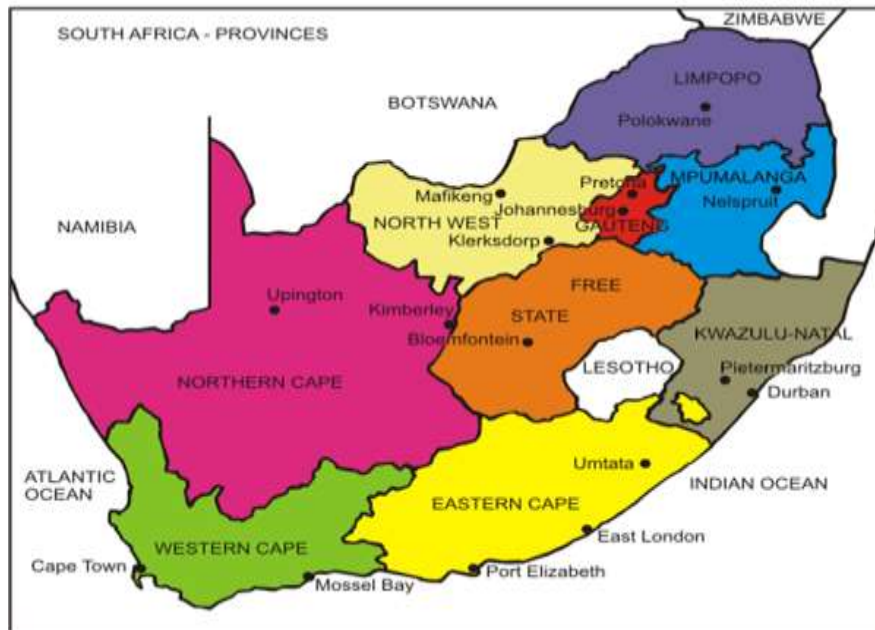 ZIMBABWE
SOUTH AFRICA - PROVINCES
LIMPOPO
BOTSWANA
Polokwane
MPUMALANGA
Pretoria
Mafikeng
Nelspruit
Johannesburg
NORTH WEST
GAUTENG
NAMIBIA
Klerksdorp
FREE
Upington
Kimberley
STATE
KWAZULU-NATAL
Bloemfontein
LESOTHO
Pietermaritzburg
NORTHERN CAPE
Durban
Umtata
ATLANTIC
OCEAN
INDIAN OCEAN
EASTERN CAPE
East London
WESTERN CAPE
Cape Town
Port Elizabeth
Mossel Bay